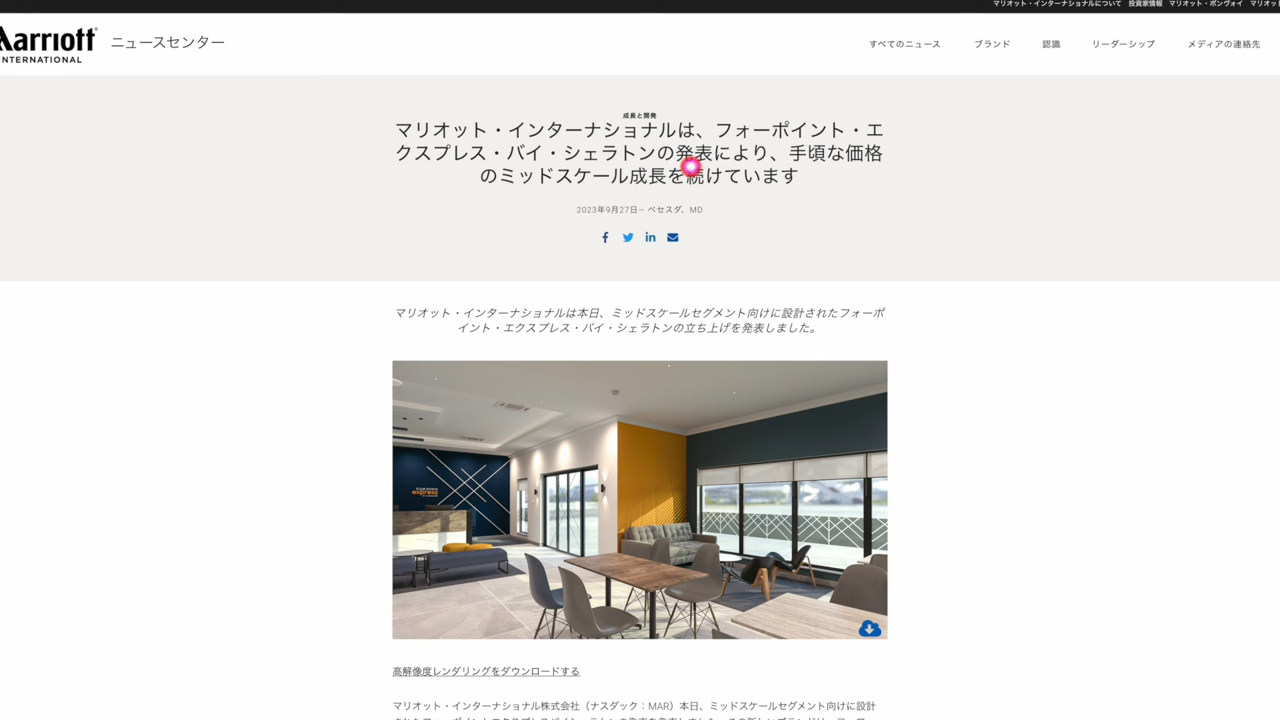 マリオット・インターナショナルについて 投資家情報 マリオット・ボンヴォイ
Marriott
INTERNATIONAL
ニュースセンター
すべてのニュース ブランド 認識 リーダーシップ メディアの連絡先
成長と開発
マリオット・インターナショナルは、フォーポイント・エ
クスプレス・バイ・シェラトンの発表により、手頃な価格
のミッドスケール成長を続けています
2023年9月27日– ベセスダ、MD
マリオット・インターナショナルは本日、ミッドスケールセグメント向けに設計されたフォーポ
イント・エクスプレス・バイ・シェラトンの立ち上げを発表しました。
express
高解像度レンダリングをダウンロードする
マリオット・インターナショナル株式会社（ナスダック：MAR）本日、ミッドスケールセグメント向けに設計